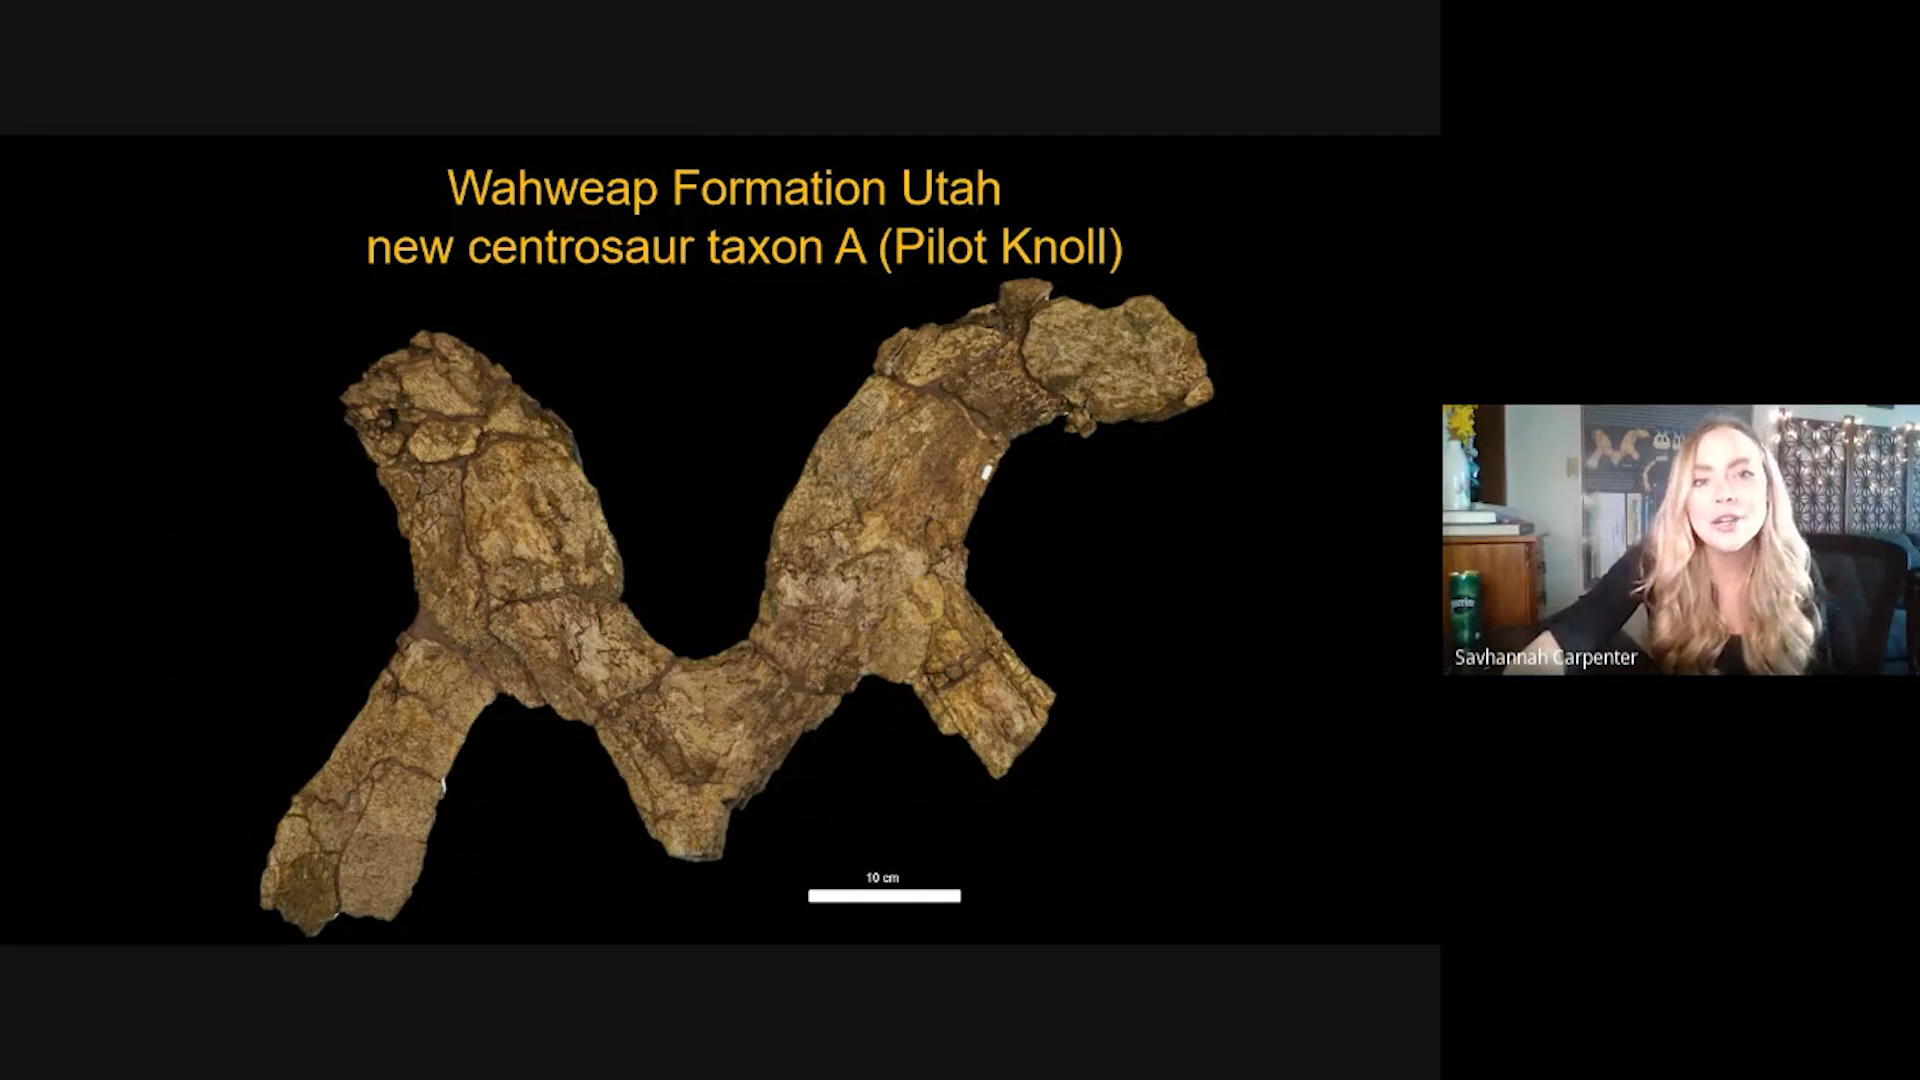 Wahweap Formation Utah
new centrosaur taxon A (Pilot Knoll)
10 cm
Savhannah Carpenter